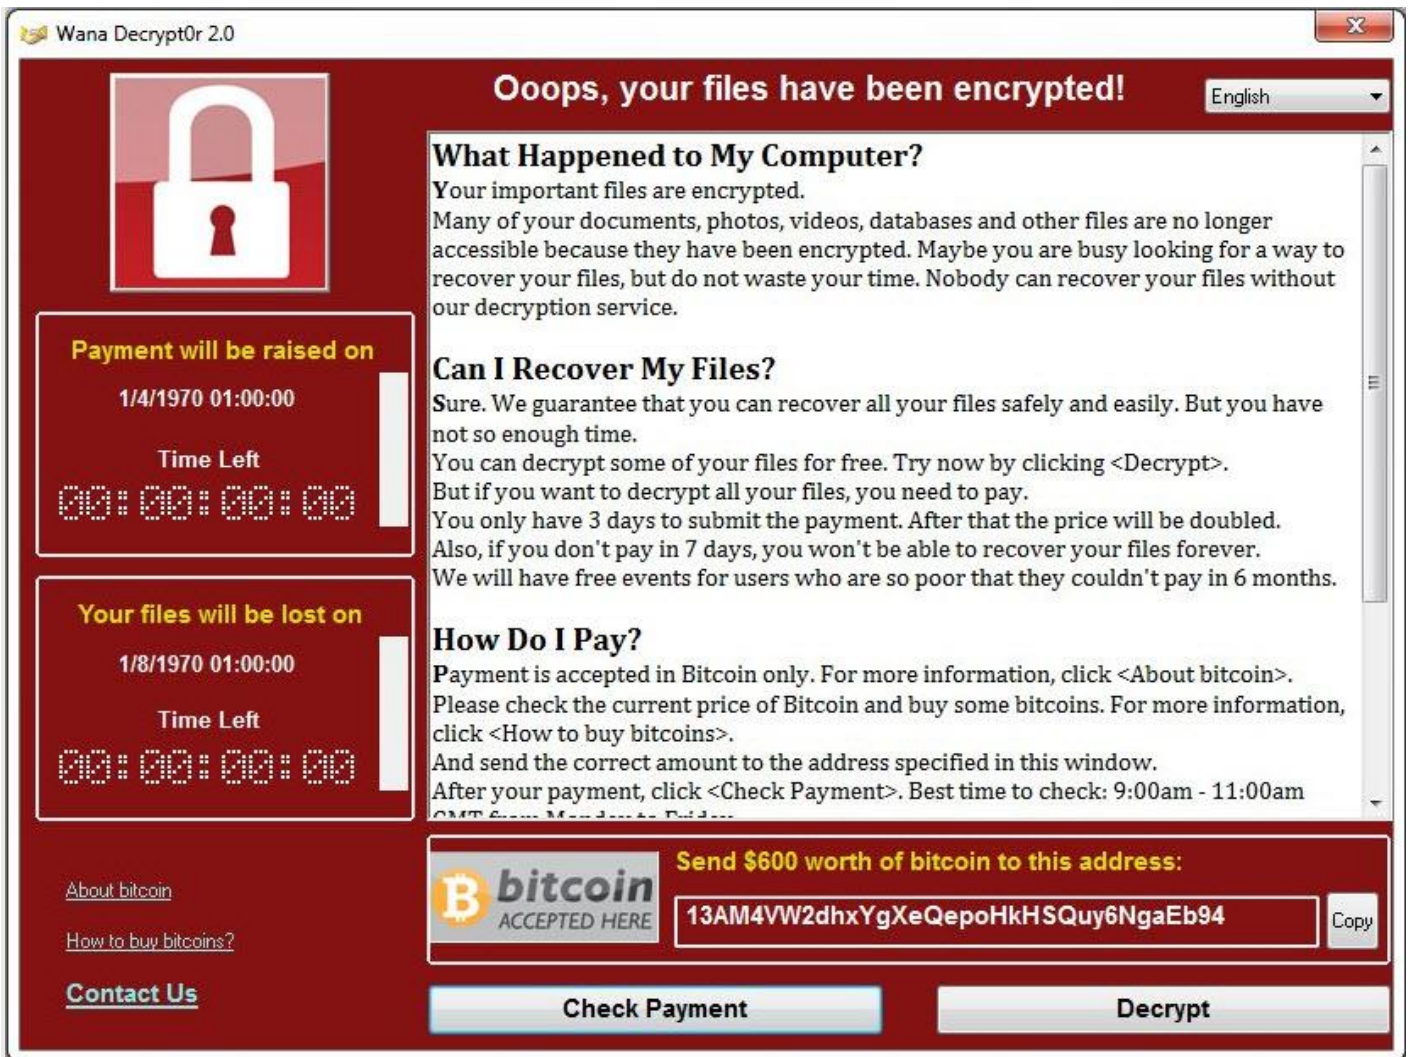 Wana Decrypt0r 2.0
Ooops, your files have been encrypted!
English
Payment will be raised on
1/4/1970 01:00:00
Time Left
00:00:00:00
Your files will be lost on
1/8/1970 01:00:00
Time Left
00:00:00:00
About bitcoin
How to buy bitcoins?
Contact Us
What Happened to My Computer?
Your important files are encrypted.
Many of your documents, photos, videos, databases and other files are no longer
accessible because they have been encrypted. Maybe you are busy looking for a way to
recover your files, but do not waste your time. Nobody can recover your files without
our decryption service.
Can I Recover My Files?
Sure. We guarantee that you can recover all your files safely and easily. But you have
not so enough time.
You can decrypt some of your files for free. Try now by clicking <Decrypt>.
But if you want to decrypt all your files, you need to pay.
You only have 3 days to submit the payment. After that the price will be doubled.
Also, if you don't pay in 7 days, you won't be able to recover your files forever.
We will have free events for users who are so poor that they couldn't pay in 6 months.
How Do I Pay?
Payment is accepted in Bitcoin only. For more information, click <About bitcoin>.
Please check the current price of Bitcoin and buy some bitcoins. For more information,
click <How to buy bitcoins>.
And send the correct amount to the address specified in this window.
After your payment, click <Check Payment>. Best time to check: 9:00am - 11:00am
GMT from Monday to Friday
bitcoin
ACCEPTED HERE
Send $600 worth of bitcoin to this address:
13AM4VW2dhxYgXeQepoHkHSQuy6NgaEb94
Copy
Check Payment
Decrypt